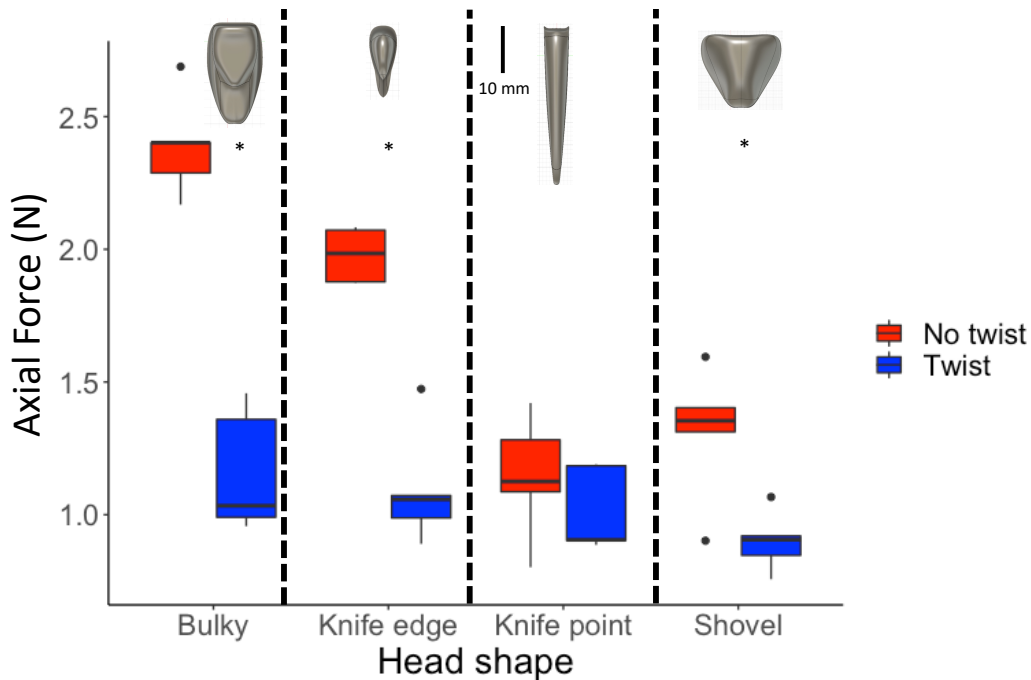 10 mm
*
*
*
2.5
2.0
1.5
1.0
Axial Force (N)
No twist
Twist
Bulky
Knife edge
Knife point
Shovel
Head shape